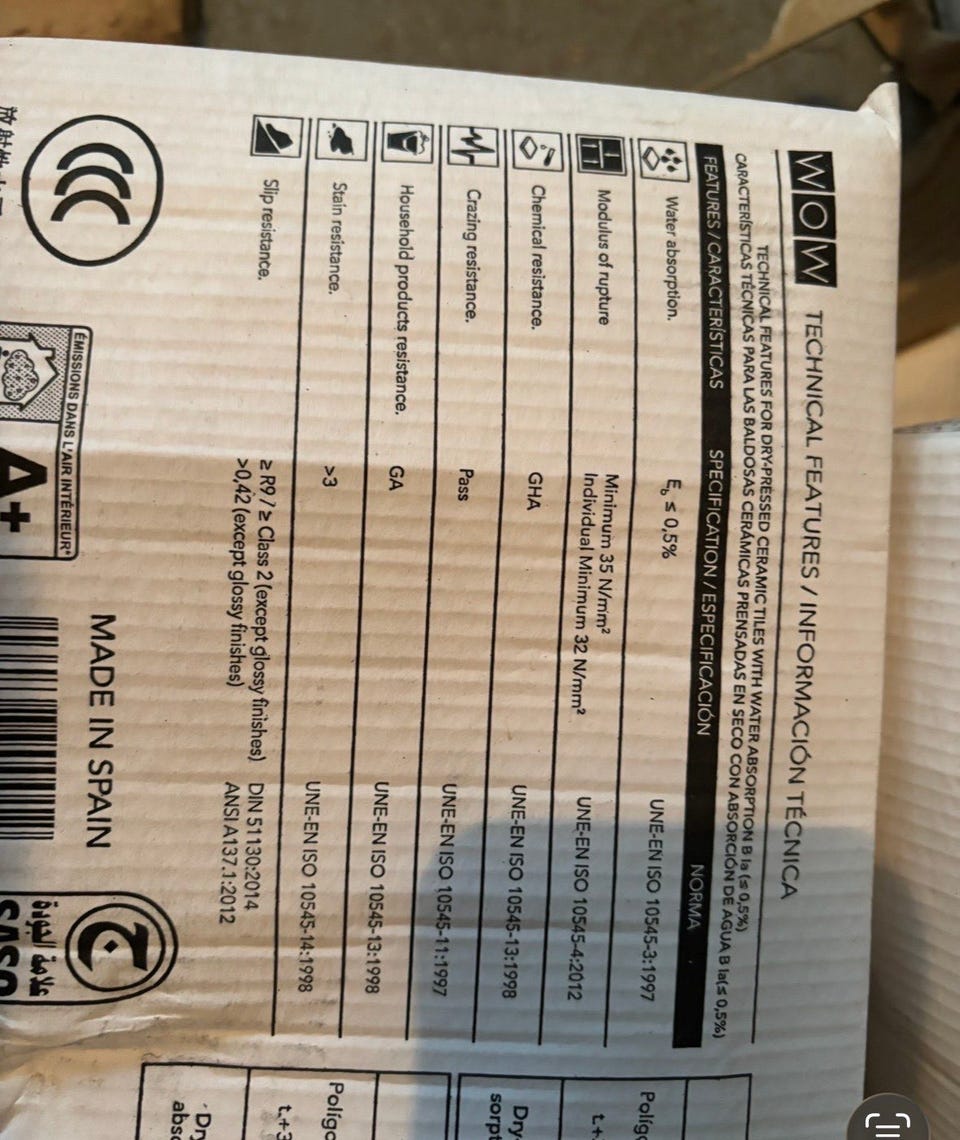 WOW TECHNICAL FEATURES / INFORMACIÓN TÉCNICA
TECHNICAL FEATURES FOR DRY-PRESSED CERAMIC TILES WITH WATER ABSORPTION B Ia (≤ 0,5%)
CARACTERÍSTICAS TÉCNICAS PARA LAS BALDOSAS CERÁMICAS PRENSADAS EN SECO CON ABSORCIÓN DE AGUA B Ia(≤ 0,5%)
FEATURES / CARACTERÍSTICAS SPECIFICATION / ESPECIFICACIÓN NORMA
Water absorption. Eb ≤ 0,5% UNE-EN ISO 10545-3:1997
Modulus of rupture Minimum 35 N/mm² UNE-EN ISO 10545-4:2012
Individual Minimum 32 N/mm²
Chemical resistance. GHA UNE-EN ISO 10545-13:1998
Crazing resistance. Pass UNE-EN ISO 10545-11:1997
Household products resistance. GA UNE-EN ISO 10545-13:1998
Stain resistance. >3 UNE-EN ISO 10545-14:1998
Slip resistance. ≥ R9 / ≥ Class 2 (except glossy finishes) DIN 51130:2014
>0,42 (except glossy finishes) ANSI A137.1:2012
CCC
ÉMISSIONS DANS L'AIR INTÉRIEUR*
A+
MADE IN SPAIN
علامة الجودة
SASO
t.+3
Dry